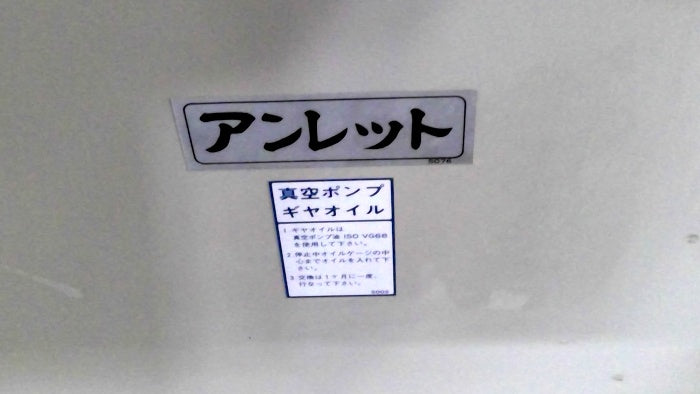 アンレット
S076
真空ポンプ
ギヤオイル
1 ギヤオイルは
真空ポンプ油 ISO VG68
を使用して下さい。
2 停止中オイルゲージの中
心までオイルを入れて下
さい。
3 交換は1ヶ月に一度、
行なって下さい。
S002